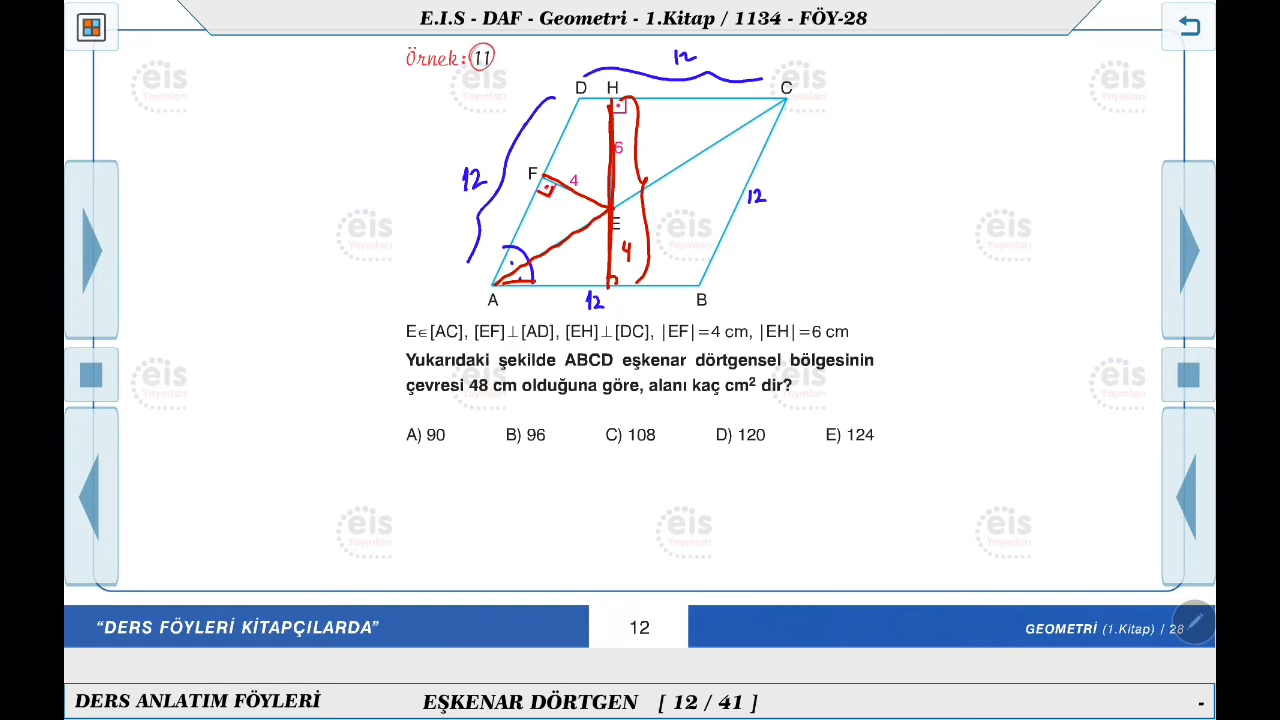 E.I.S - DAF - Geometri - 1.Kitap / 1134 - FÖY-28
Örnek: 11
12
D H C
12
6
F
4
12
E
4
A
12
B
E∈[AC], [EF]⊥[AD], [EH]⊥[DC], |EF|=4 cm, |EH|=6 cm
Yukarıdaki şekilde ABCD eşkenar dörtgensel bölgesinin
çevresi 48 cm olduğuna göre, alanı kaç cm² dir?
A) 90 B) 96 C) 108 D) 120 E) 124
eis Yayınları
"DERS FÖYLERİ KİTAPÇILARDA"
12
GEOMETRİ (1.Kitap) / 28
DERS ANLATIM FÖYLERİ
EŞKENAR DÖRTGEN [ 12 / 41 ]
-